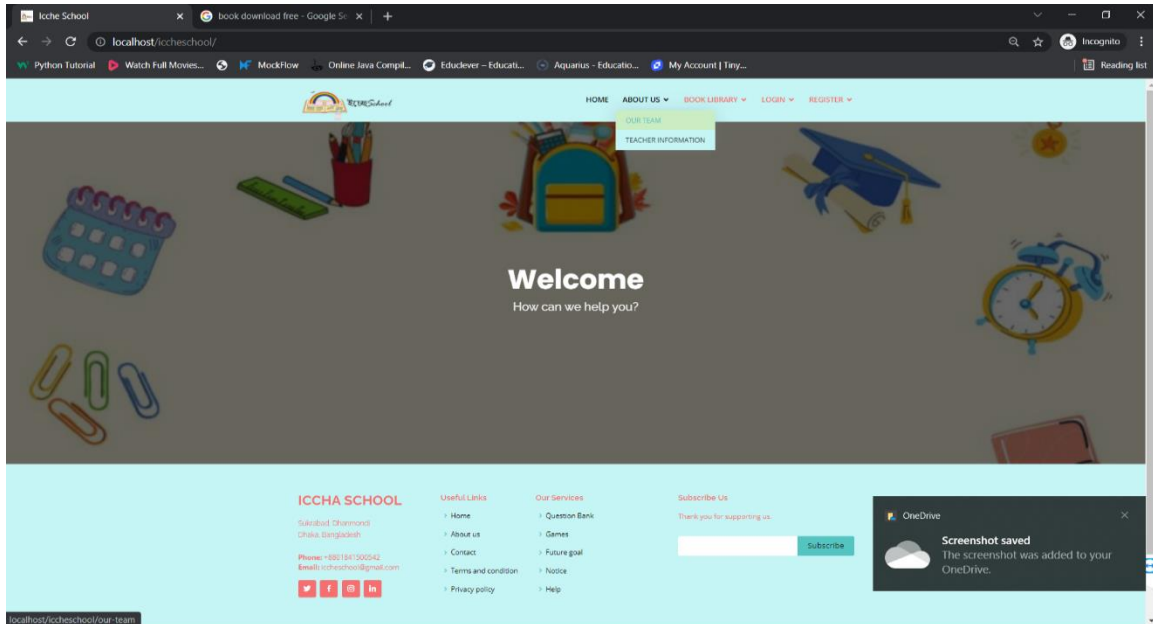 Icche School
book download free - Google Se
localhost/iccheschool/
Incognito
Python Tutorial
Watch Full Movies...
MockFlow
Online Java Compil...
Educlever – Educati...
Aquarius - Educatio...
My Account | Tiny...
Reading list
HOME ABOUT US BOOK LIBRARY LOGIN REGISTER
OUR TEAM
TEACHER INFORMATION
Welcome
How can we help you?
ICCHA SCHOOL
Sukrabad, Dhanmondi
Dhaka, Bangladesh
Phone: +8801841500542
Email: iccheschool@gmail.com
Useful Links
Home
About us
Contact
Terms and condition
Privacy policy
Our Services
Question Bank
Games
Future goal
Notice
Help
Subscribe Us
Thank you for supporting us.
Subscribe
OneDrive
Screenshot saved
The screenshot was added to your
OneDrive.
localhost/iccheschool/our-team